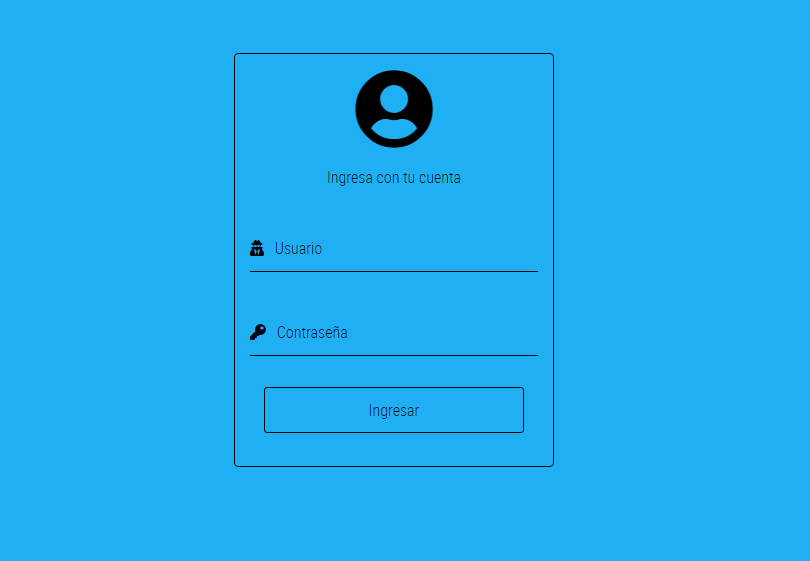 Ingresa con tu cuenta
Usuario
Contraseña
Ingresar